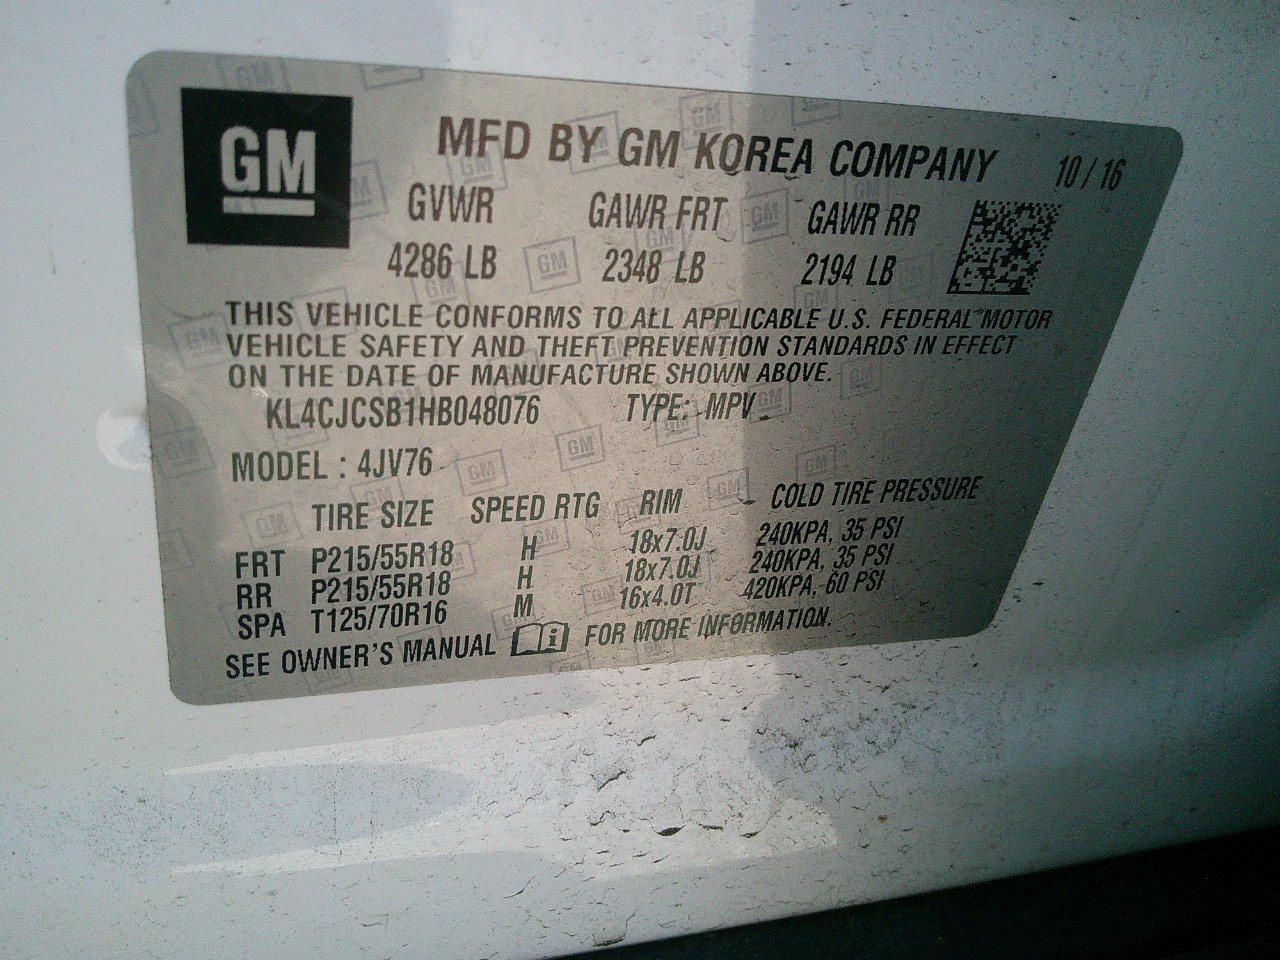 GM
MFD BY GM KOREA COMPANY 10/16
GVWR GAWR FRT GAWR RR
4286 LB 2348 LB 2194 LB
THIS VEHICLE CONFORMS TO ALL APPLICABLE U.S. FEDERAL MOTOR
VEHICLE SAFETY AND THEFT PREVENTION STANDARDS IN EFFECT
ON THE DATE OF MANUFACTURE SHOWN ABOVE.
KL4CJCSB1HB048076 TYPE: MPV
MODEL : 4JV76
TIRE SIZE SPEED RTG RIM COLD TIRE PRESSURE
FRT P215/55R18 H 18x7.0J 240KPA, 35 PSI
RR P215/55R18 H 18x7.0J 240KPA, 35 PSI
SPA T125/70R16 M 16x4.0T 420KPA, 60 PSI
SEE OWNER'S MANUAL i FOR MORE INFORMATION.